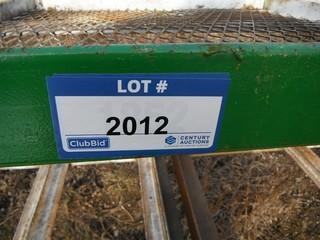 LOT #
2012
ClubBid
CENTURY
AUCTIONS